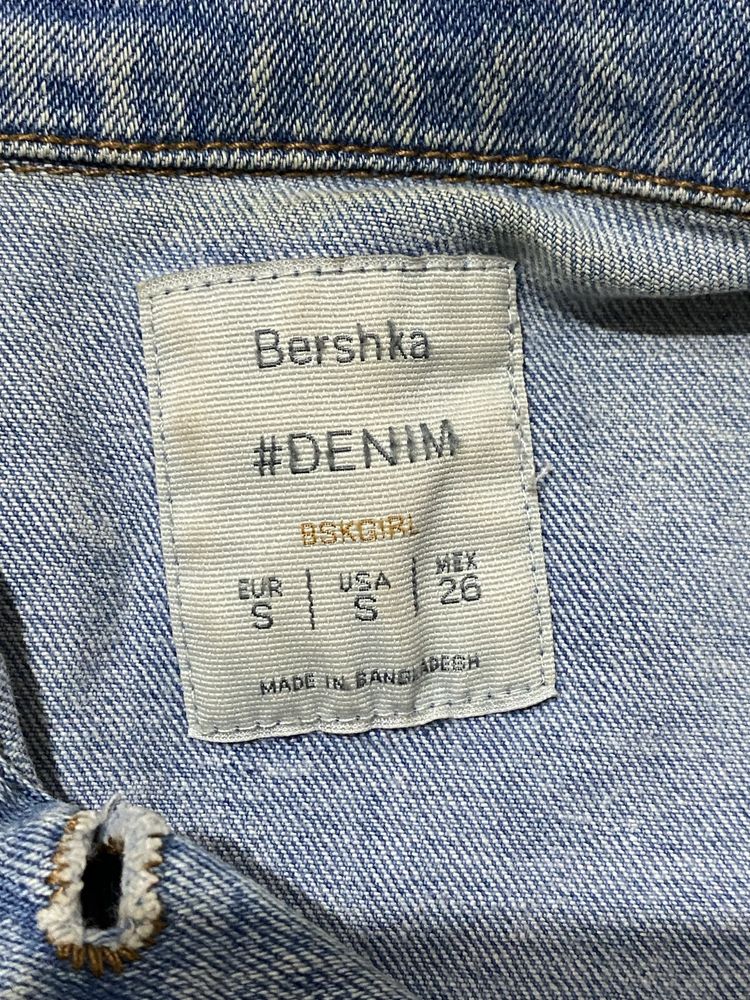 Bershka
#DENIM
BSKGIRL
EUR S | USA S | MEX 26
MADE IN BANGLADESH